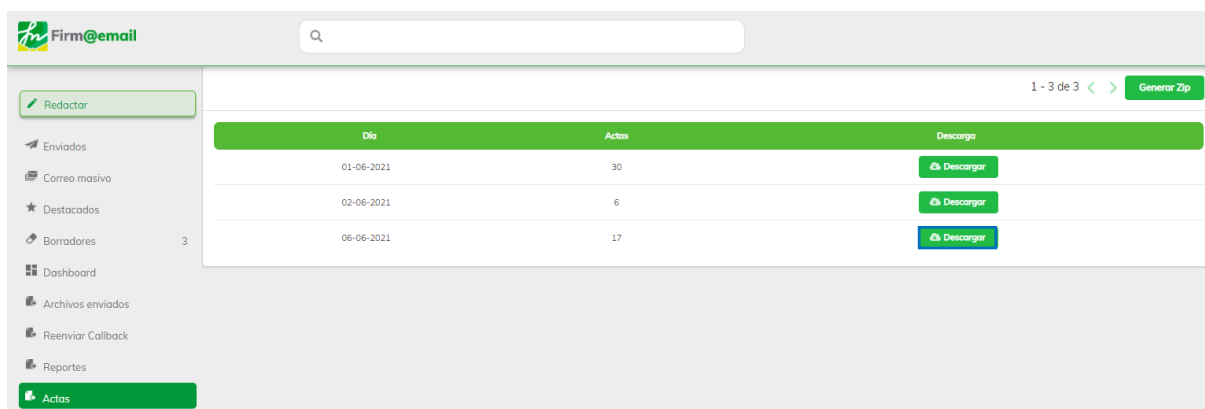 Firm@email
1 - 3 de 3
Generar Zip
Redactar
Enviados
Correo masivo
Destacados
Borradores 3
Dashboard
Archivos enviados
Reenviar Callback
Reportes
Actas
Día Actas Descarga
01-06-2021 30 Descargar
02-06-2021 6 Descargar
06-06-2021 17 Descargar